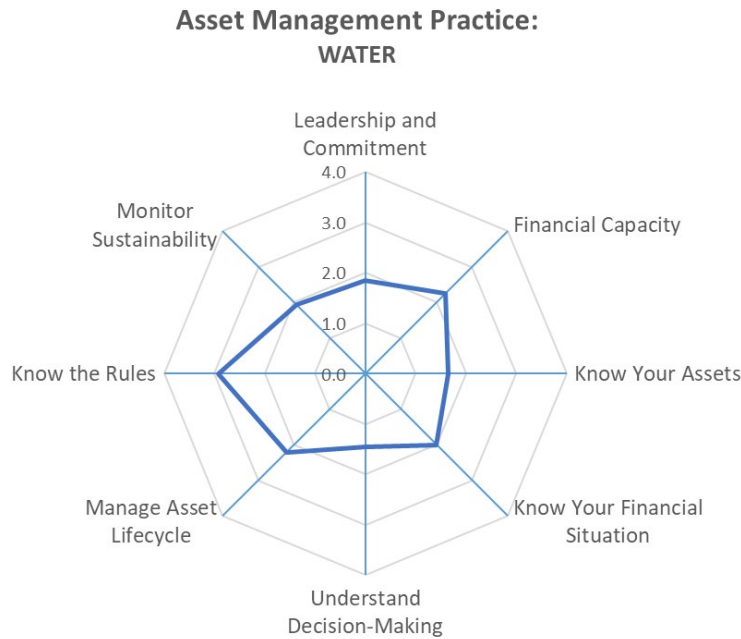 Asset Management Practice:
WATER
Leadership and
Commitment
4.0
Monitor
Sustainability
3.0
Financial Capacity
2.0
1.0
Know the Rules
0.0
Know Your Assets
Manage Asset
Lifecycle
Know Your Financial
Situation
Understand
Decision-Making